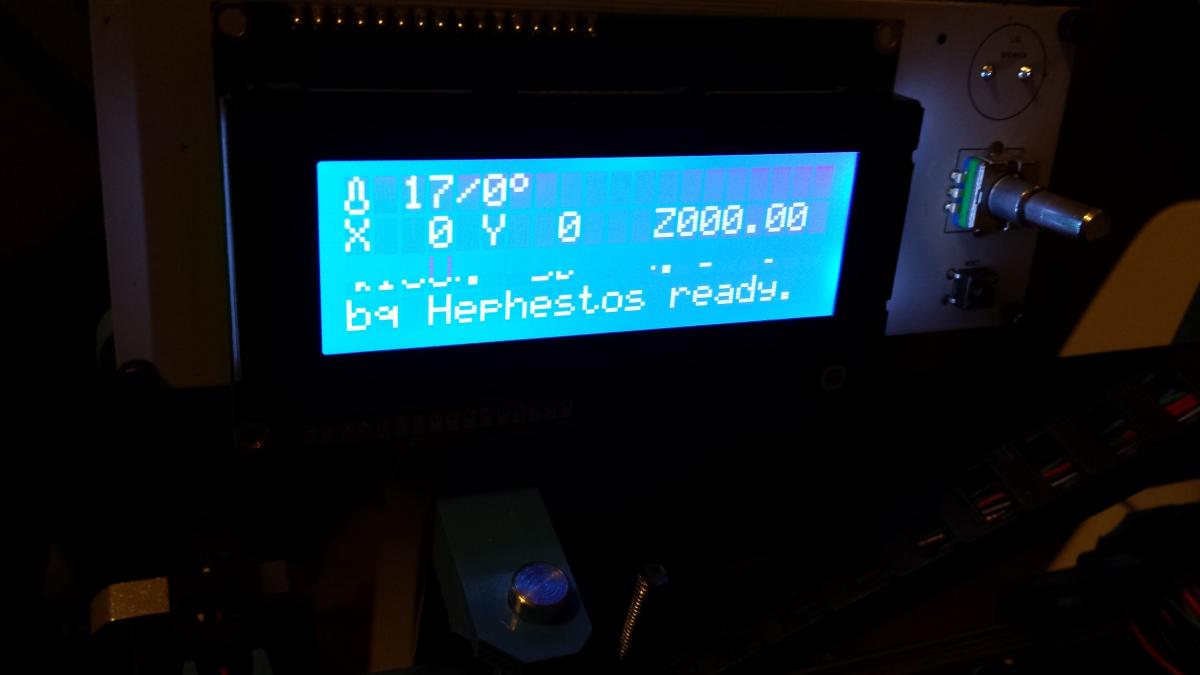 17/0°
X 0 Y 0 Z000.00
bq Hephestos ready.